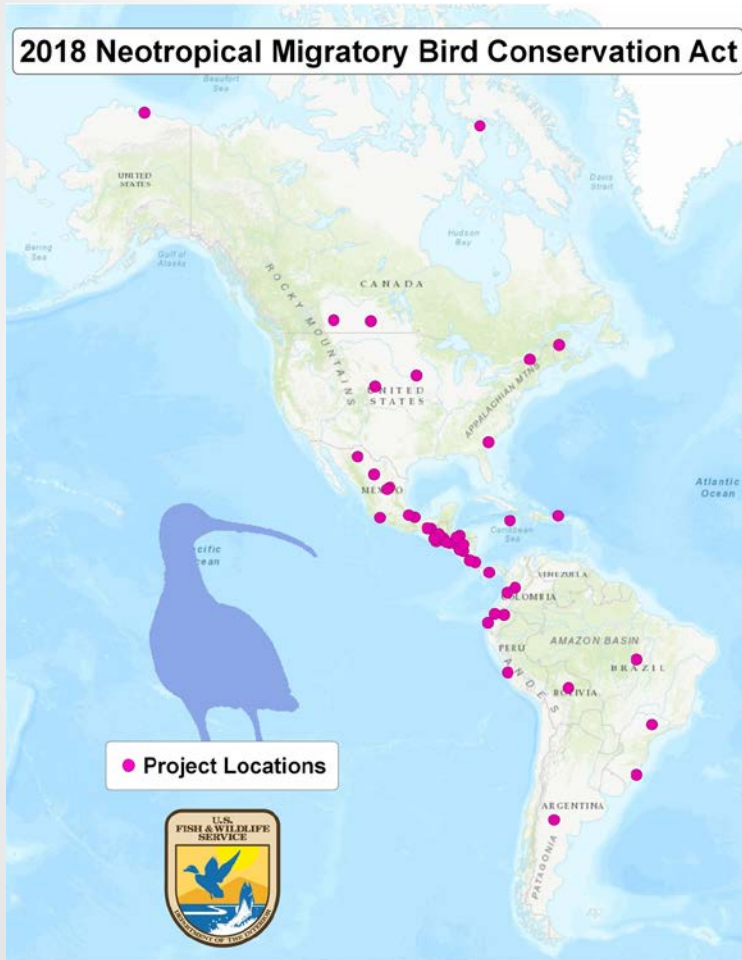 2018 Neotropical Migratory Bird Conservation Act
Beaufort
Sea
UNITED
STATES
Davis
Strait
Hudson
Bay
Bering
Sea
Gulf of
Alaska
CANADA
ROCKY MOUNTAINS
UNITED
STATES
APPALACHIAN MTNS
Atlantic
Ocean
MEXICO
Caribbean
Sea
cific
ean
VENEZUELA
COLOMBIA
AMAZON BASIN
PERU
BRAZIL
ANDES
BOLIVIA
Project Locations
ARGENTINA
PATAGONIA
U.S.
FISH & WILDLIFE
SERVICE
DEPARTMENT OF THE INTERIOR